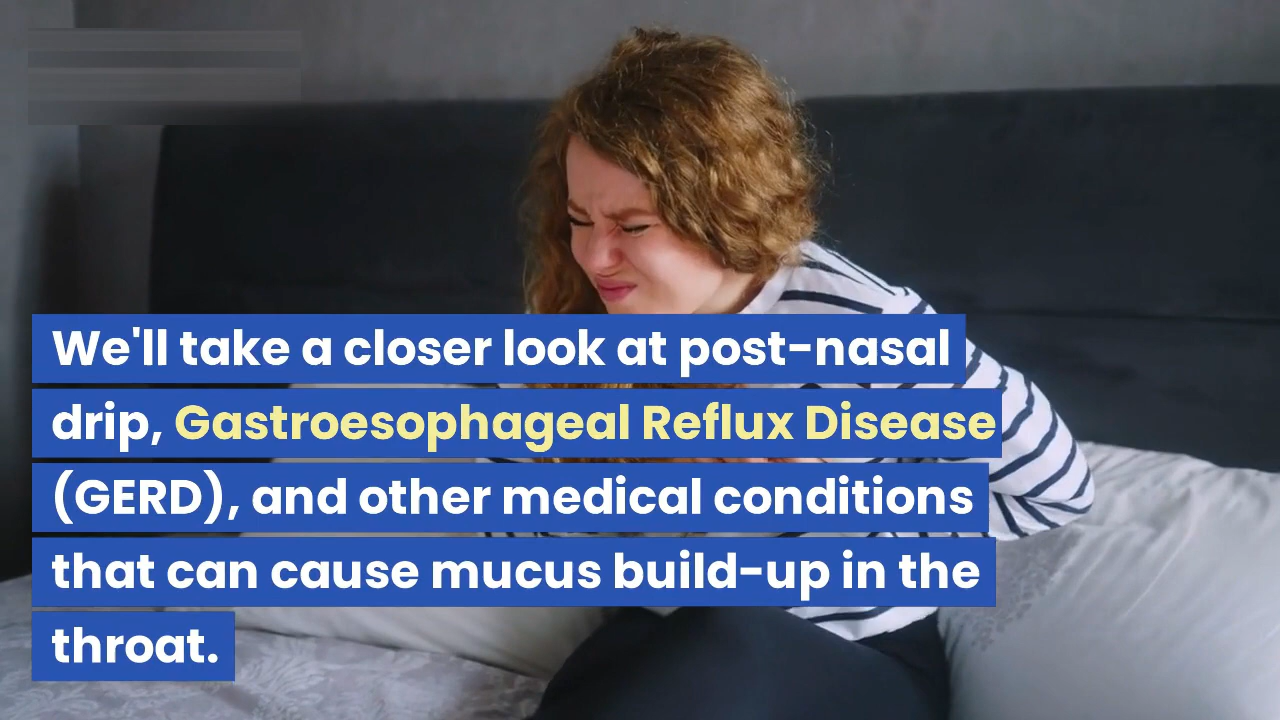 We'll take a closer look at post-nasal
drip, Gastroesophageal Reflux Disease
(GERD), and other medical conditions
that can cause mucus build-up in the
throat.